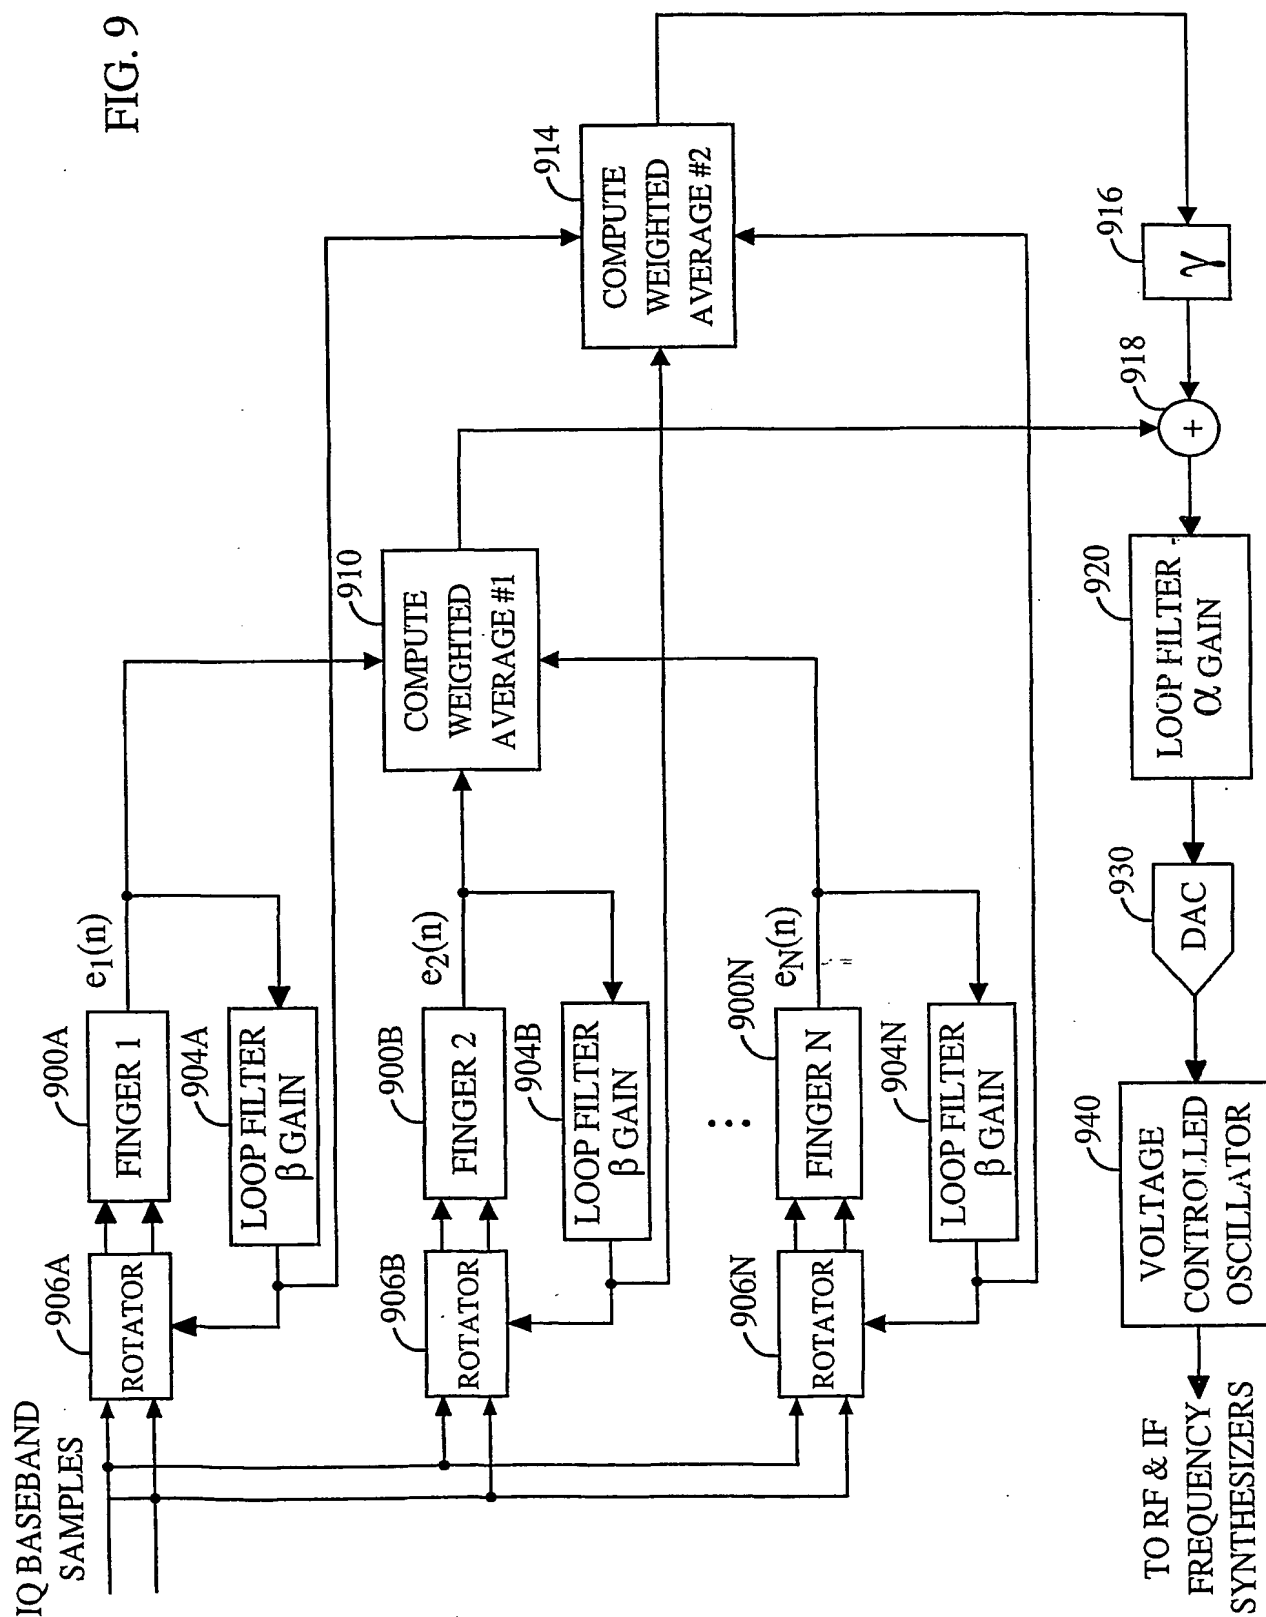 FIG. 9
IQ BASEBAND
SAMPLES
906A
ROTATOR
900A
FINGER 1
e1(n)
904A
LOOP FILTER
β GAIN
906B
ROTATOR
900B
FINGER 2
e2(n)
904B
LOOP FILTER
β GAIN
...
906N
ROTATOR
900N
FINGER N
eN(n)
904N
LOOP FILTER
β GAIN
910
COMPUTE
WEIGHTED
AVERAGE #1
914
COMPUTE
WEIGHTED
AVERAGE #2
916
γ
918
+
920
LOOP FILTER
α GAIN
930
DAC
940
VOLTAGE
CONTROLLED
OSCILLATOR
TO RF & IF
FREQUENCY
SYNTHESIZERS